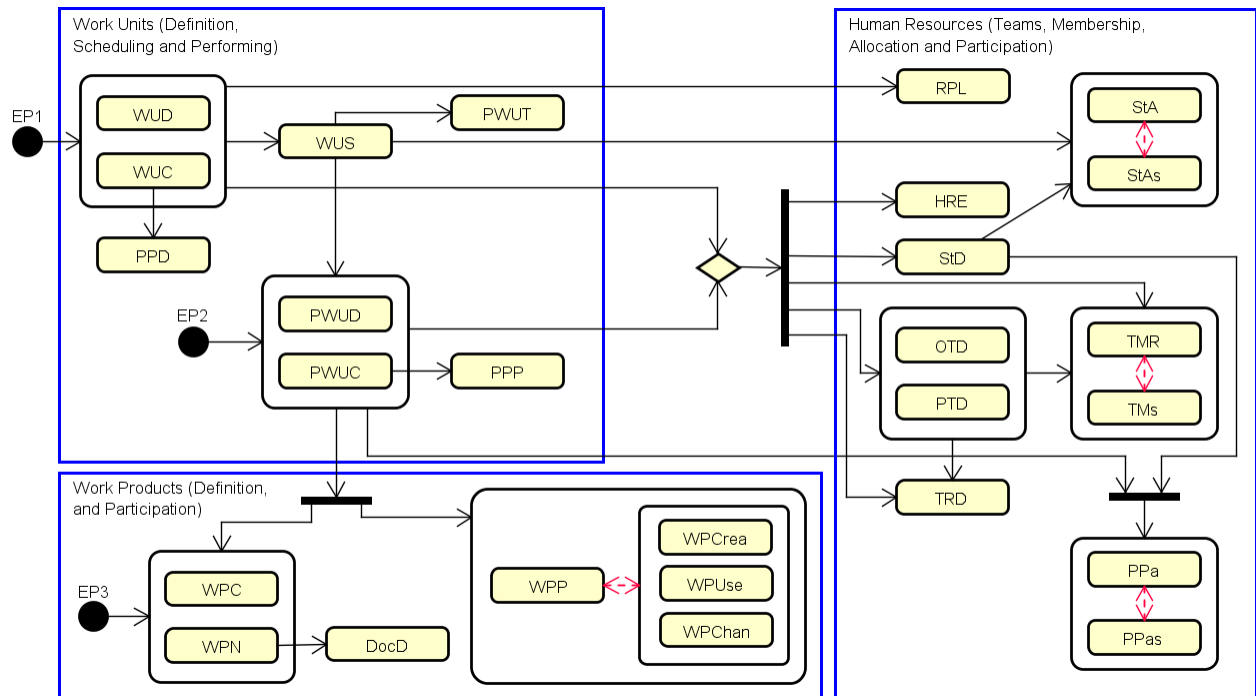 Work Units (Definition,
Scheduling and Performing)
EP1
WUD
WUC
PPD
WUS
PWUT
EP2
PWUD
PWUC
PPP
Human Resources (Teams, Membership,
Allocation and Participation)
RPL
StA
StAs
HRE
StD
OTD
PTD
TMR
TMs
TRD
PPa
PPas
Work Products (Definition,
and Participation)
EP3
WPC
WPN
DocD
WPP
WPCrea
WPUse
WPChan